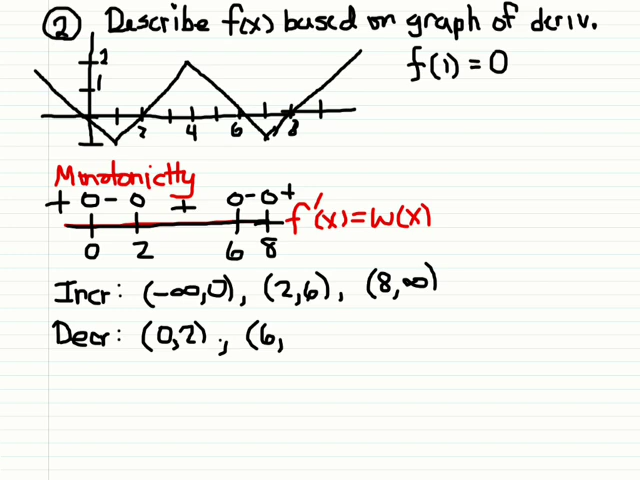 ② Describe f(x) based on graph of deriv.
f(1) = 0
2
1
2 4 6 8
Monotonicity
+ 0 - 0 + 0 - 0 +
f'(x) = w(x)
0 2 6 8
Incr: (-∞,0), (2,6), (8,∞)
Decr: (0,2), (6,